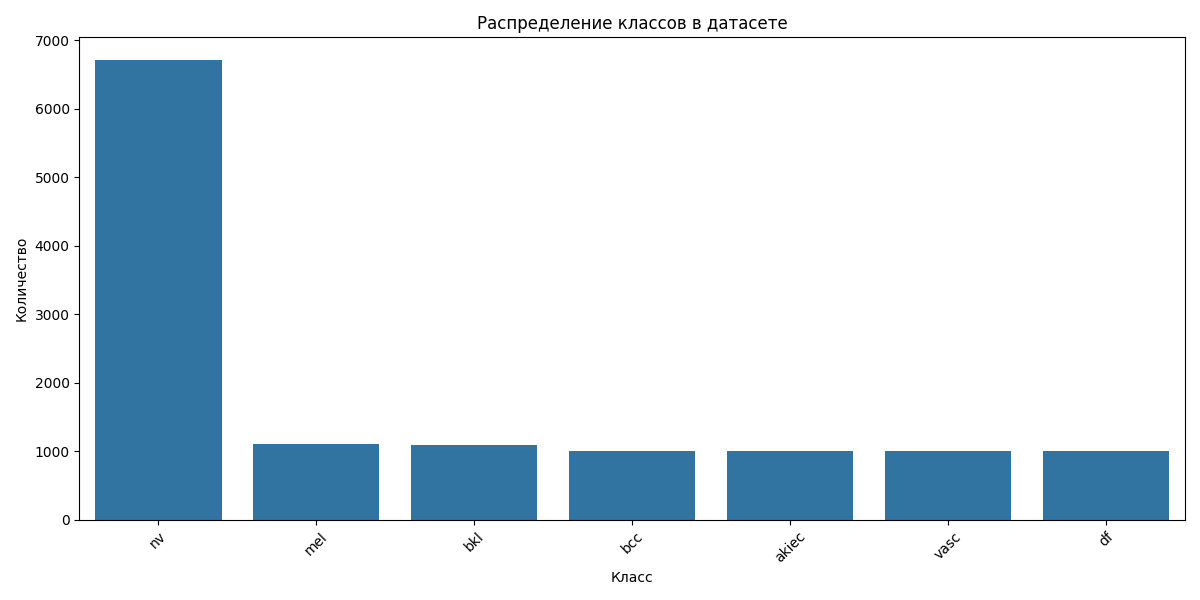 Распределение классов в датасете
7000
6000
5000
4000
3000
2000
1000
0
Количество
nv
mel
bkl
bcc
akiec
vasc
df
Класс